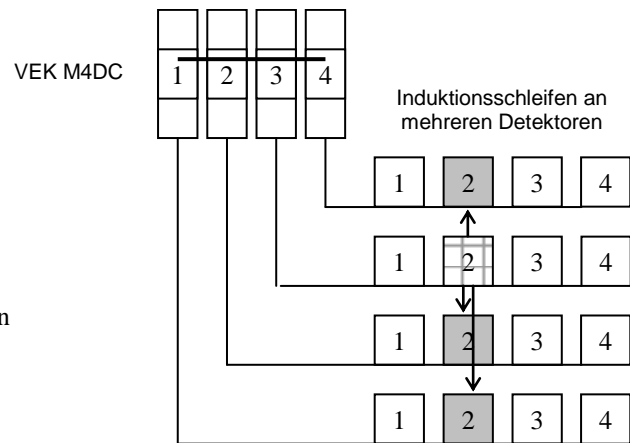 VEK M4DC
1 2 3 4
Induktionsschleifen an
mehreren Detektoren
1 2 3 4
1 2 3 4
n
1 2 3 4
1 2 3 4